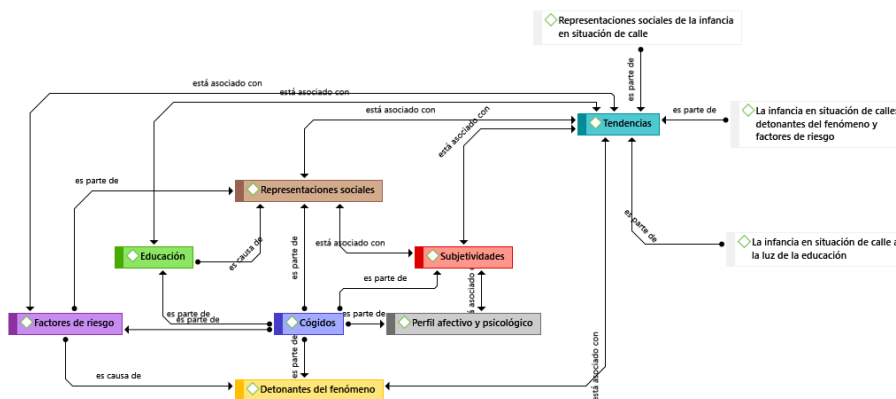 Representaciones sociales de la infancia
en situación de calle
es parte de
está asociado con
está asociado con
está asociado con
es parte de
La infancia en situación de calle:
detonantes del fenómeno y
factores de riesgo
Tendencias
está asociado con
es parte de
Representaciones sociales
es parte de
La infancia en situación de calle a
la luz de la educación
Educación
es causa de
es parte de
está asociado con
Subjetividades
es parte de
está asociado con
es parte de
es parte de
es parte de
Factores de riesgo
Cógidos
Perfil afectivo y psicológico
es parte de
está asociado con
es causa de
Detonantes del fenómeno